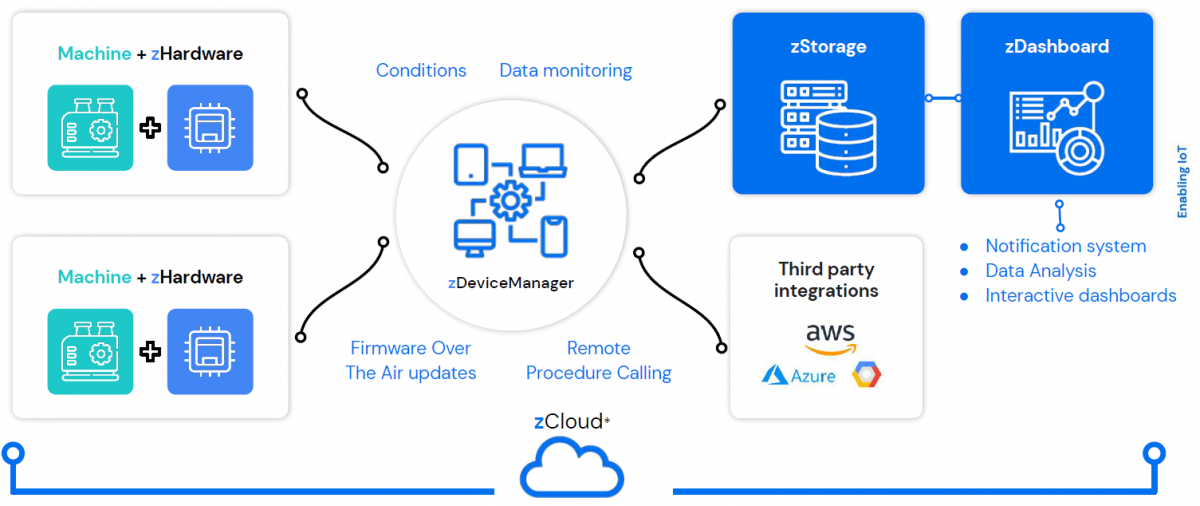 Machine + zHardware
Conditions
Data monitoring
zStorage
zDashboard
zDeviceManager
Enabling IoT
Notification system
Data Analysis
Interactive dashboards
Machine + zHardware
Third party
integrations
aws
Azure
Firmware Over
The Air updates
Remote
Procedure Calling
zCloud*